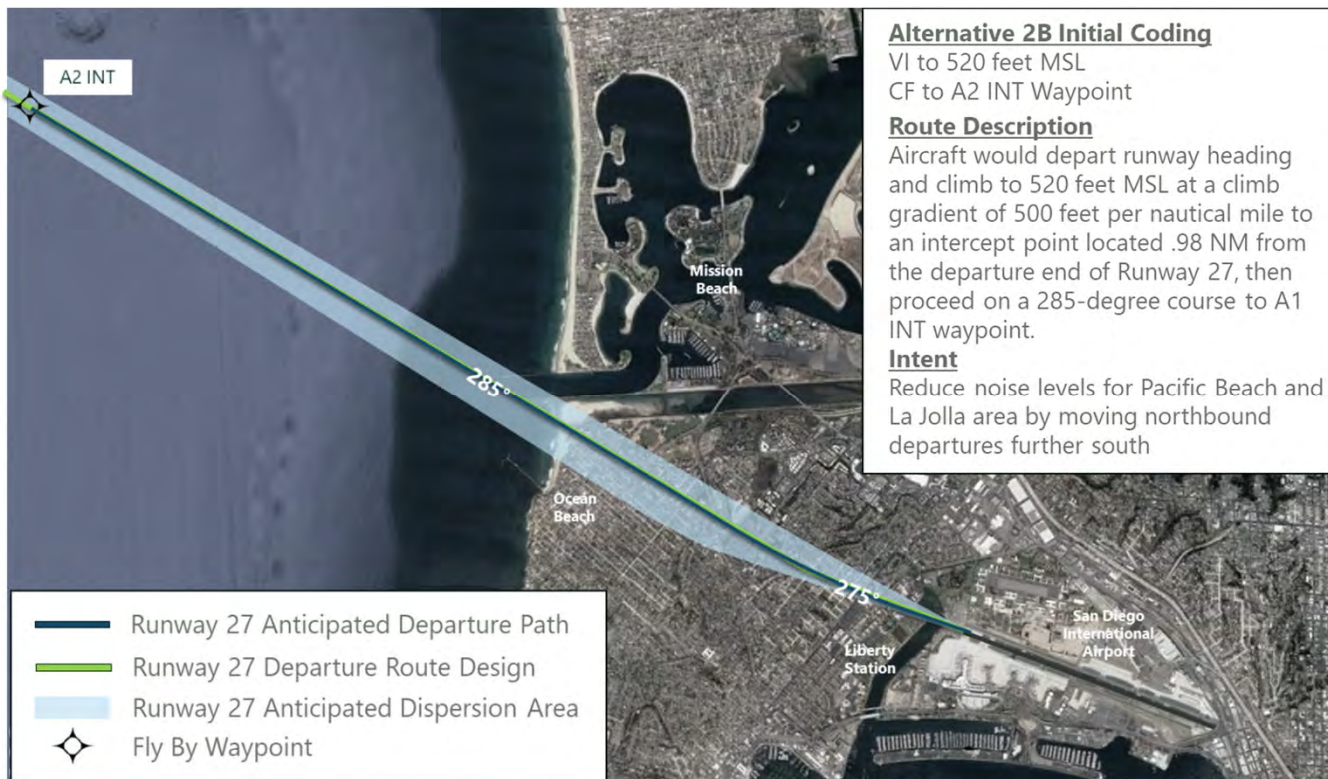 A2 INT
Alternative 2B Initial Coding
VI to 520 feet MSL
CF to A2 INT Waypoint
Route Description
Aircraft would depart runway heading
and climb to 520 feet MSL at a climb
gradient of 500 feet per nautical mile to
an intercept point located .98 NM from
the departure end of Runway 27, then
proceed on a 285-degree course to A1
INT waypoint.
Intent
Reduce noise levels for Pacific Beach and
La Jolla area by moving northbound
departures further south
Mission
Beach
285°
Ocean
Beach
275°
San Diego
International
Airport
Liberty
Station
Runway 27 Anticipated Departure Path
Runway 27 Departure Route Design
Runway 27 Anticipated Dispersion Area
Fly By Waypoint